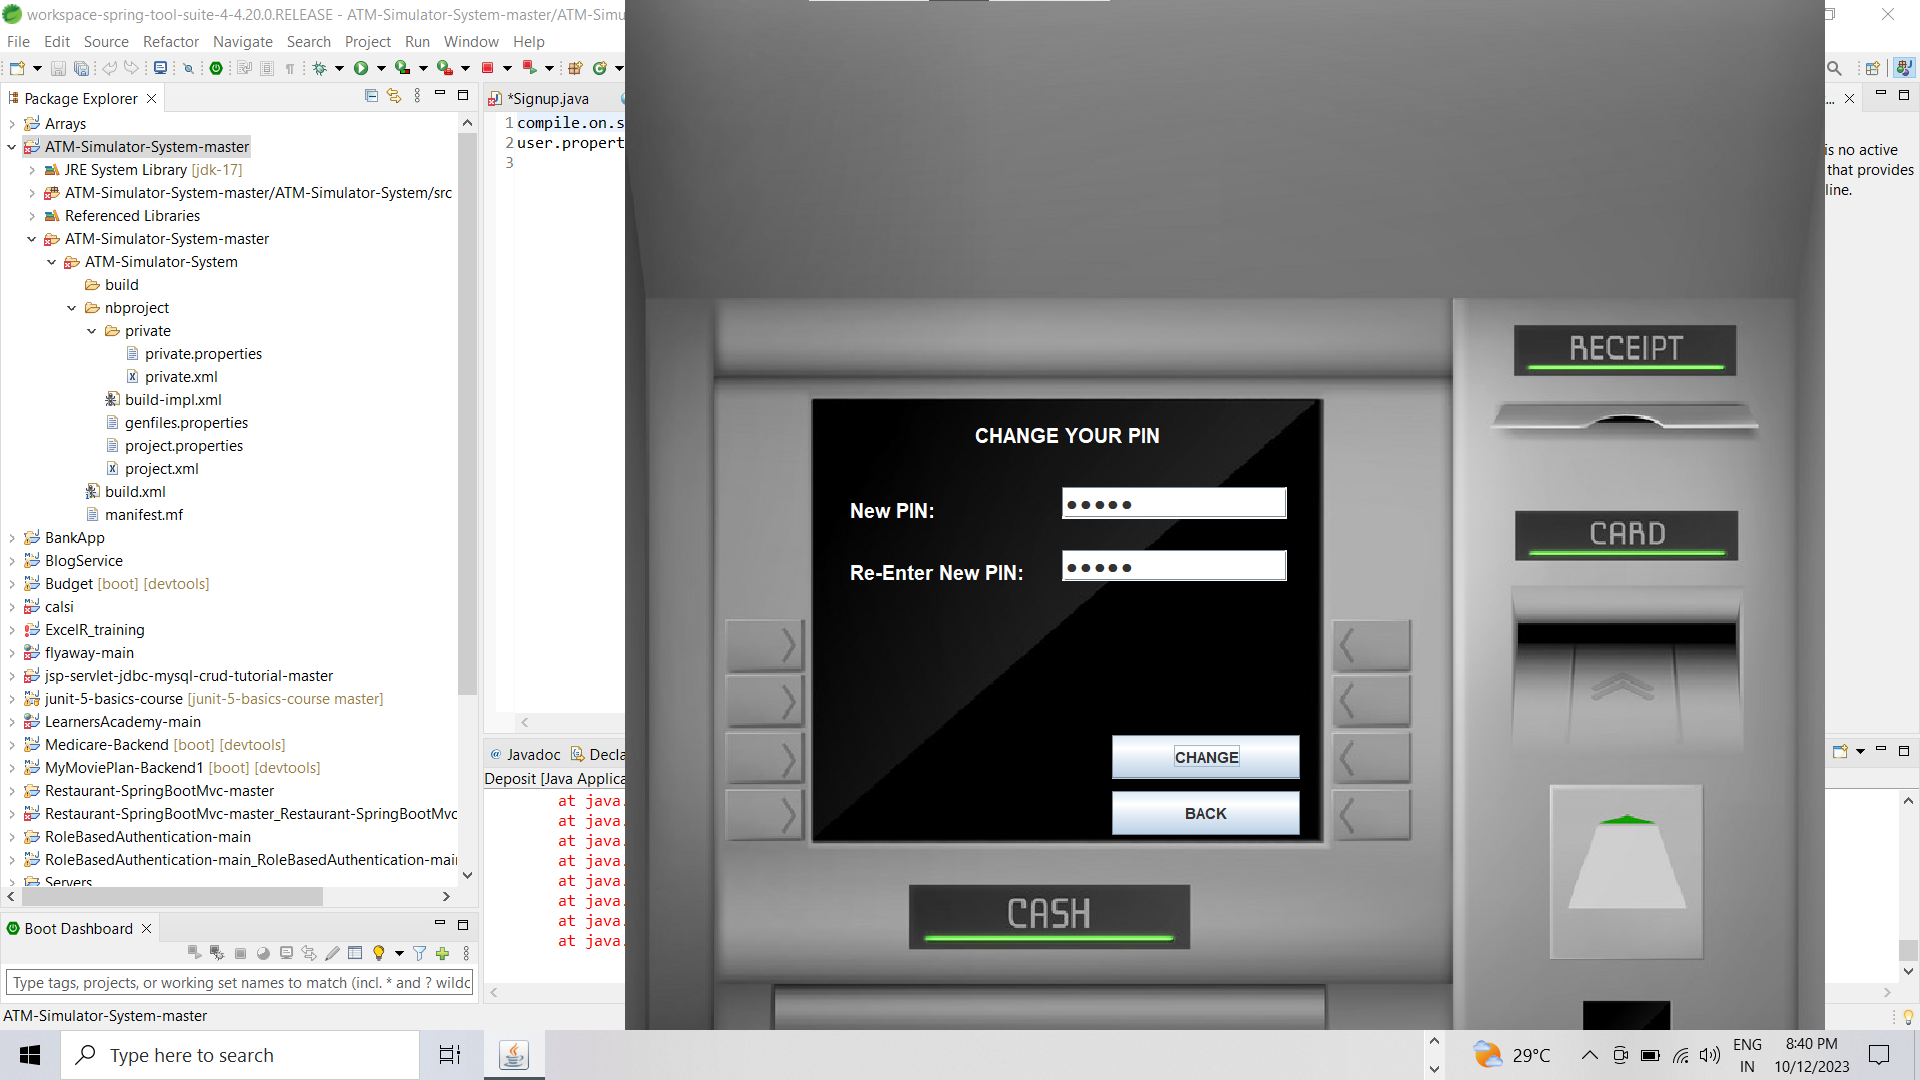 workspace-spring-tool-suite-4-4.20.0.RELEASE - ATM-Simulator-System-master/ATM-Simu
File Edit Source Refactor Navigate Search Project Run Window Help
Package Explorer
Arrays
ATM-Simulator-System-master
JRE System Library [jdk-17]
ATM-Simulator-System-master/ATM-Simulator-System/src
Referenced Libraries
ATM-Simulator-System-master
ATM-Simulator-System
build
nbproject
private
private.properties
private.xml
build-impl.xml
genfiles.properties
project.properties
project.xml
build.xml
manifest.mf
BankApp
BlogService
Budget [boot] [devtools]
calsi
ExcelR_training
flyaway-main
jsp-servlet-jdbc-mysql-crud-tutorial-master
junit-5-basics-course [junit-5-basics-course master]
LearnersAcademy-main
Medicare-Backend [boot] [devtools]
MyMoviePlan-Backend1 [boot] [devtools]
Restaurant-SpringBootMvc-master
Restaurant-SpringBootMvc-master_Restaurant-SpringBootMvc
RoleBasedAuthentication-main
RoleBasedAuthentication-main_RoleBasedAuthentication-mai
Servers
Boot Dashboard
Type tags, projects, or working set names to match (incl. * and ? wildc
ATM-Simulator-System-master
*Signup.java
1 compile.on.s
2 user.propert
3
@ Javadoc Decla
Deposit [Java Applica
at java.
at java.
at java.
at java.
at java.
at java.
at java.
at java.
CHANGE YOUR PIN
New PIN:
Re-Enter New PIN:
CHANGE
BACK
CASH
RECEIPT
CARD
...
is no active
that provides
line.
Type here to search
29°C
ENG
IN
8:40 PM
10/12/2023